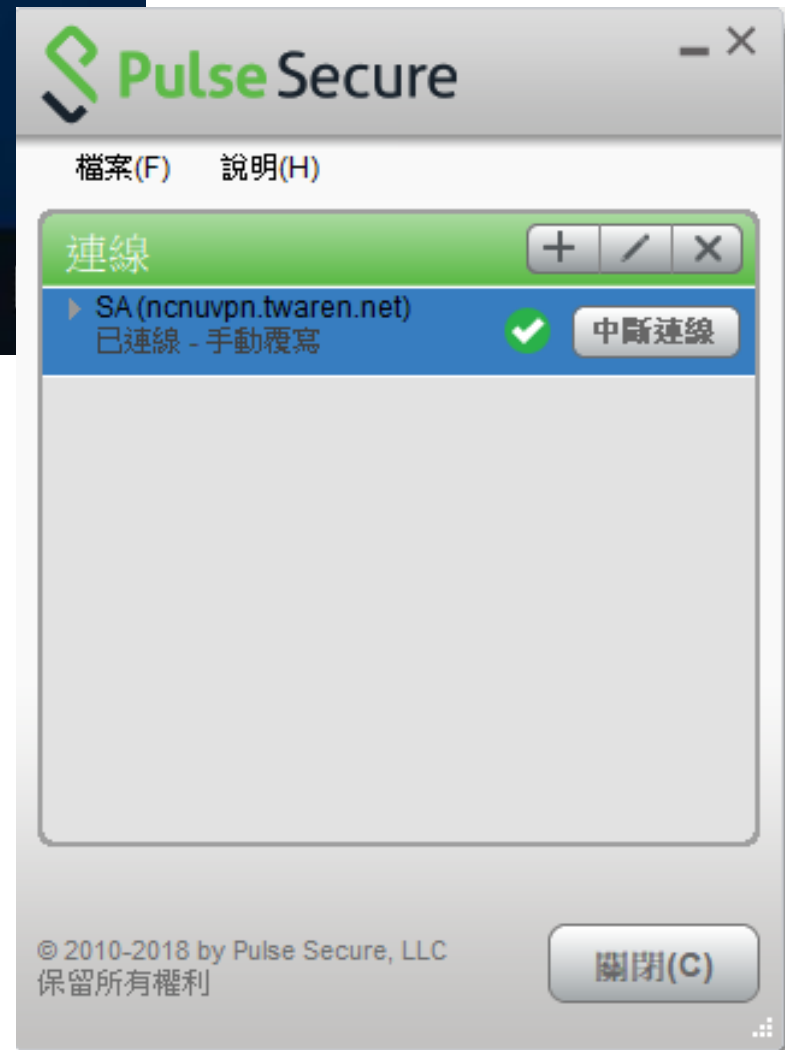 Pulse Secure
檔案(F) 說明(H)
連線
SA (ncnuvpn.twaren.net)
已連線 - 手動覆寫
中斷連線
© 2010-2018 by Pulse Secure, LLC
保留所有權利
關閉(C)